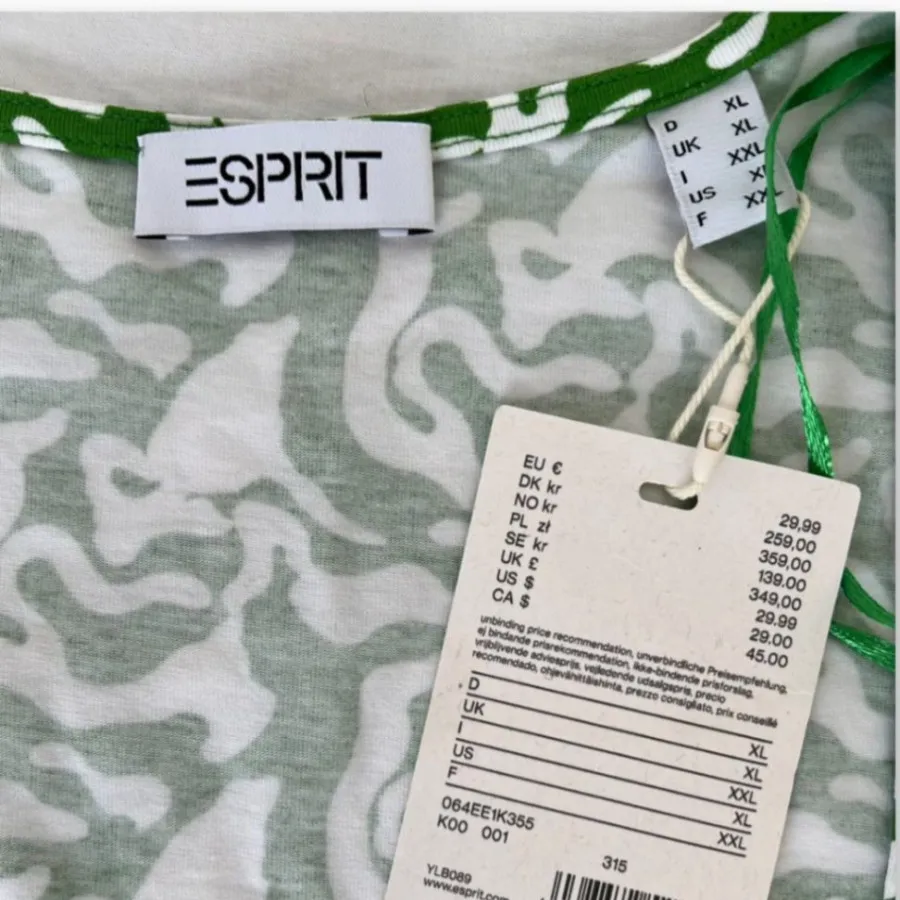 ESPRIT
D XL
UK XL
I XXL
US XL
F XXL
EU € 29,99
DK kr 259,00
NO kr 359,00
PL zł 139.00
SE kr 349,00
UK £ 29.99
US $ 29.00
CA $ 45.00
unbinding price recommendation, unverbindliche Preisempfehlung,
ej bindande prisrekommendation, ikke-bindende prisforslag,
vrijblijvende adviesprijs, vejledende udsalgspris, precio
recomendado, ohjevähittäishinta, prezzo consigliato, prix conseillé
D XL
UK XL
I XXL
US XL
F XXL
064EE1K355
K00 001
315
YLB089
www.esprit.com